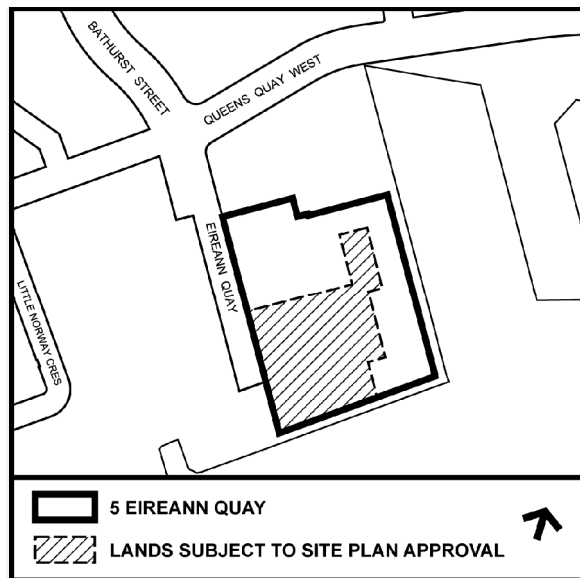 BATHURST STREET
QUEENS QUAY WEST
EIREANN QUAY
LITTLE NORWAY CRES
5 EIREANN QUAY
LANDS SUBJECT TO SITE PLAN APPROVAL